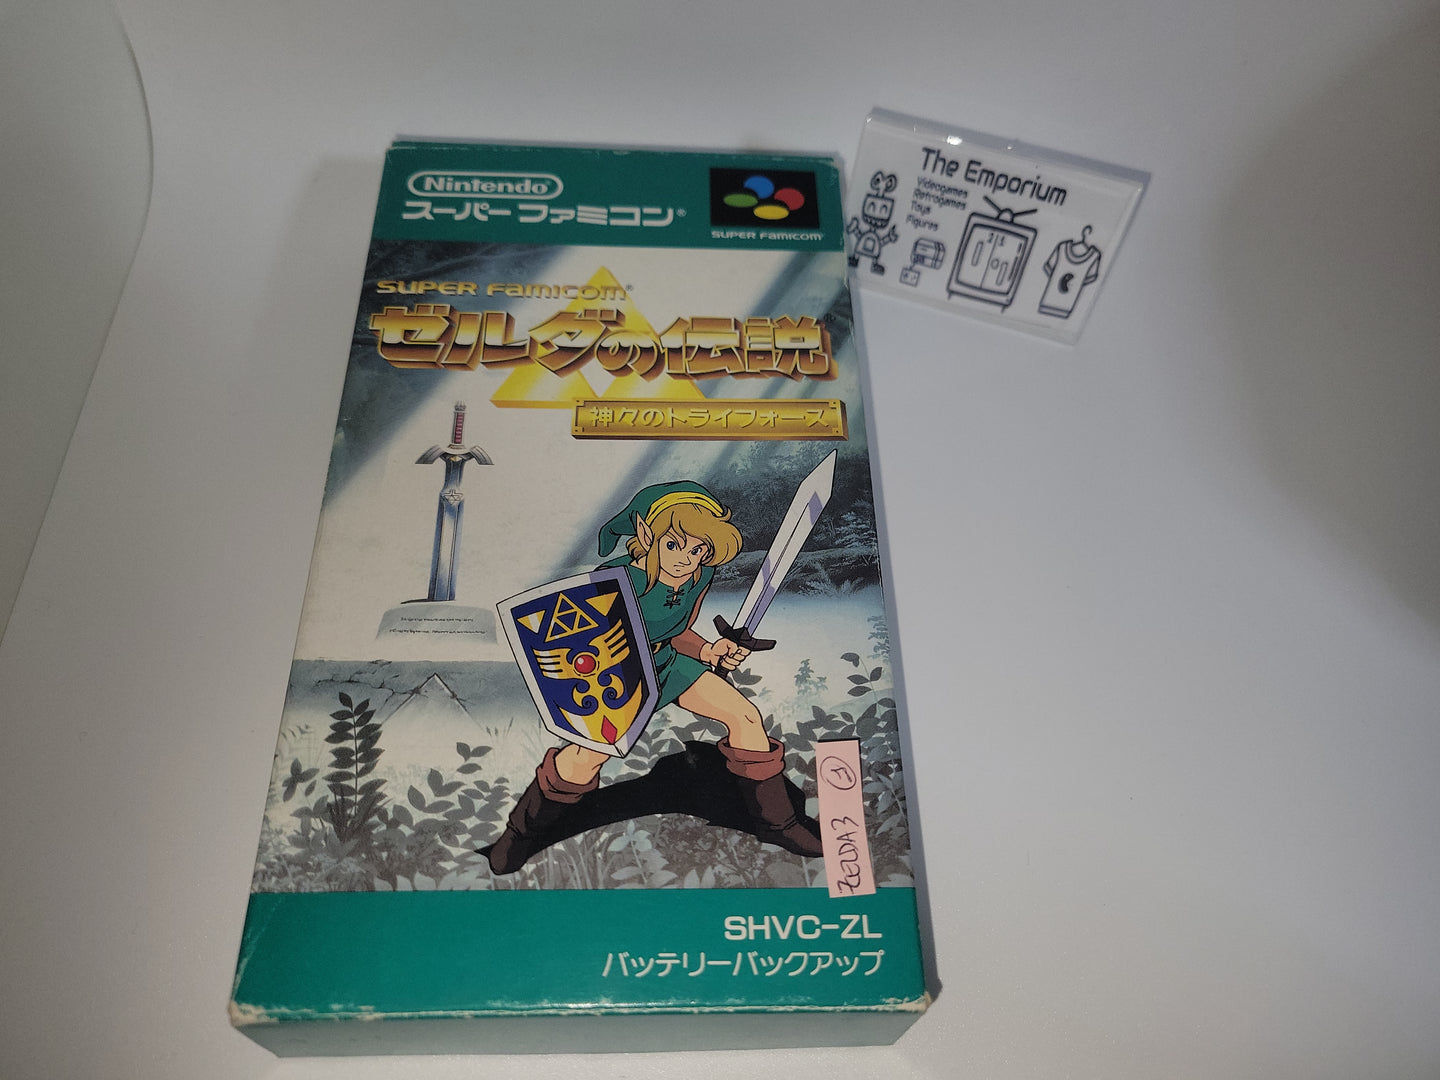 Nintendo®
スーパーファミコン®
SUPER FAMICOM
SUPER FAMICOM®
ゼルダの伝説®
神々のトライフォース
ZELDA 3
SHVC-ZL
バッテリーバックアップ
The Emporium
Videogames
Retrogames
Toys
Figures